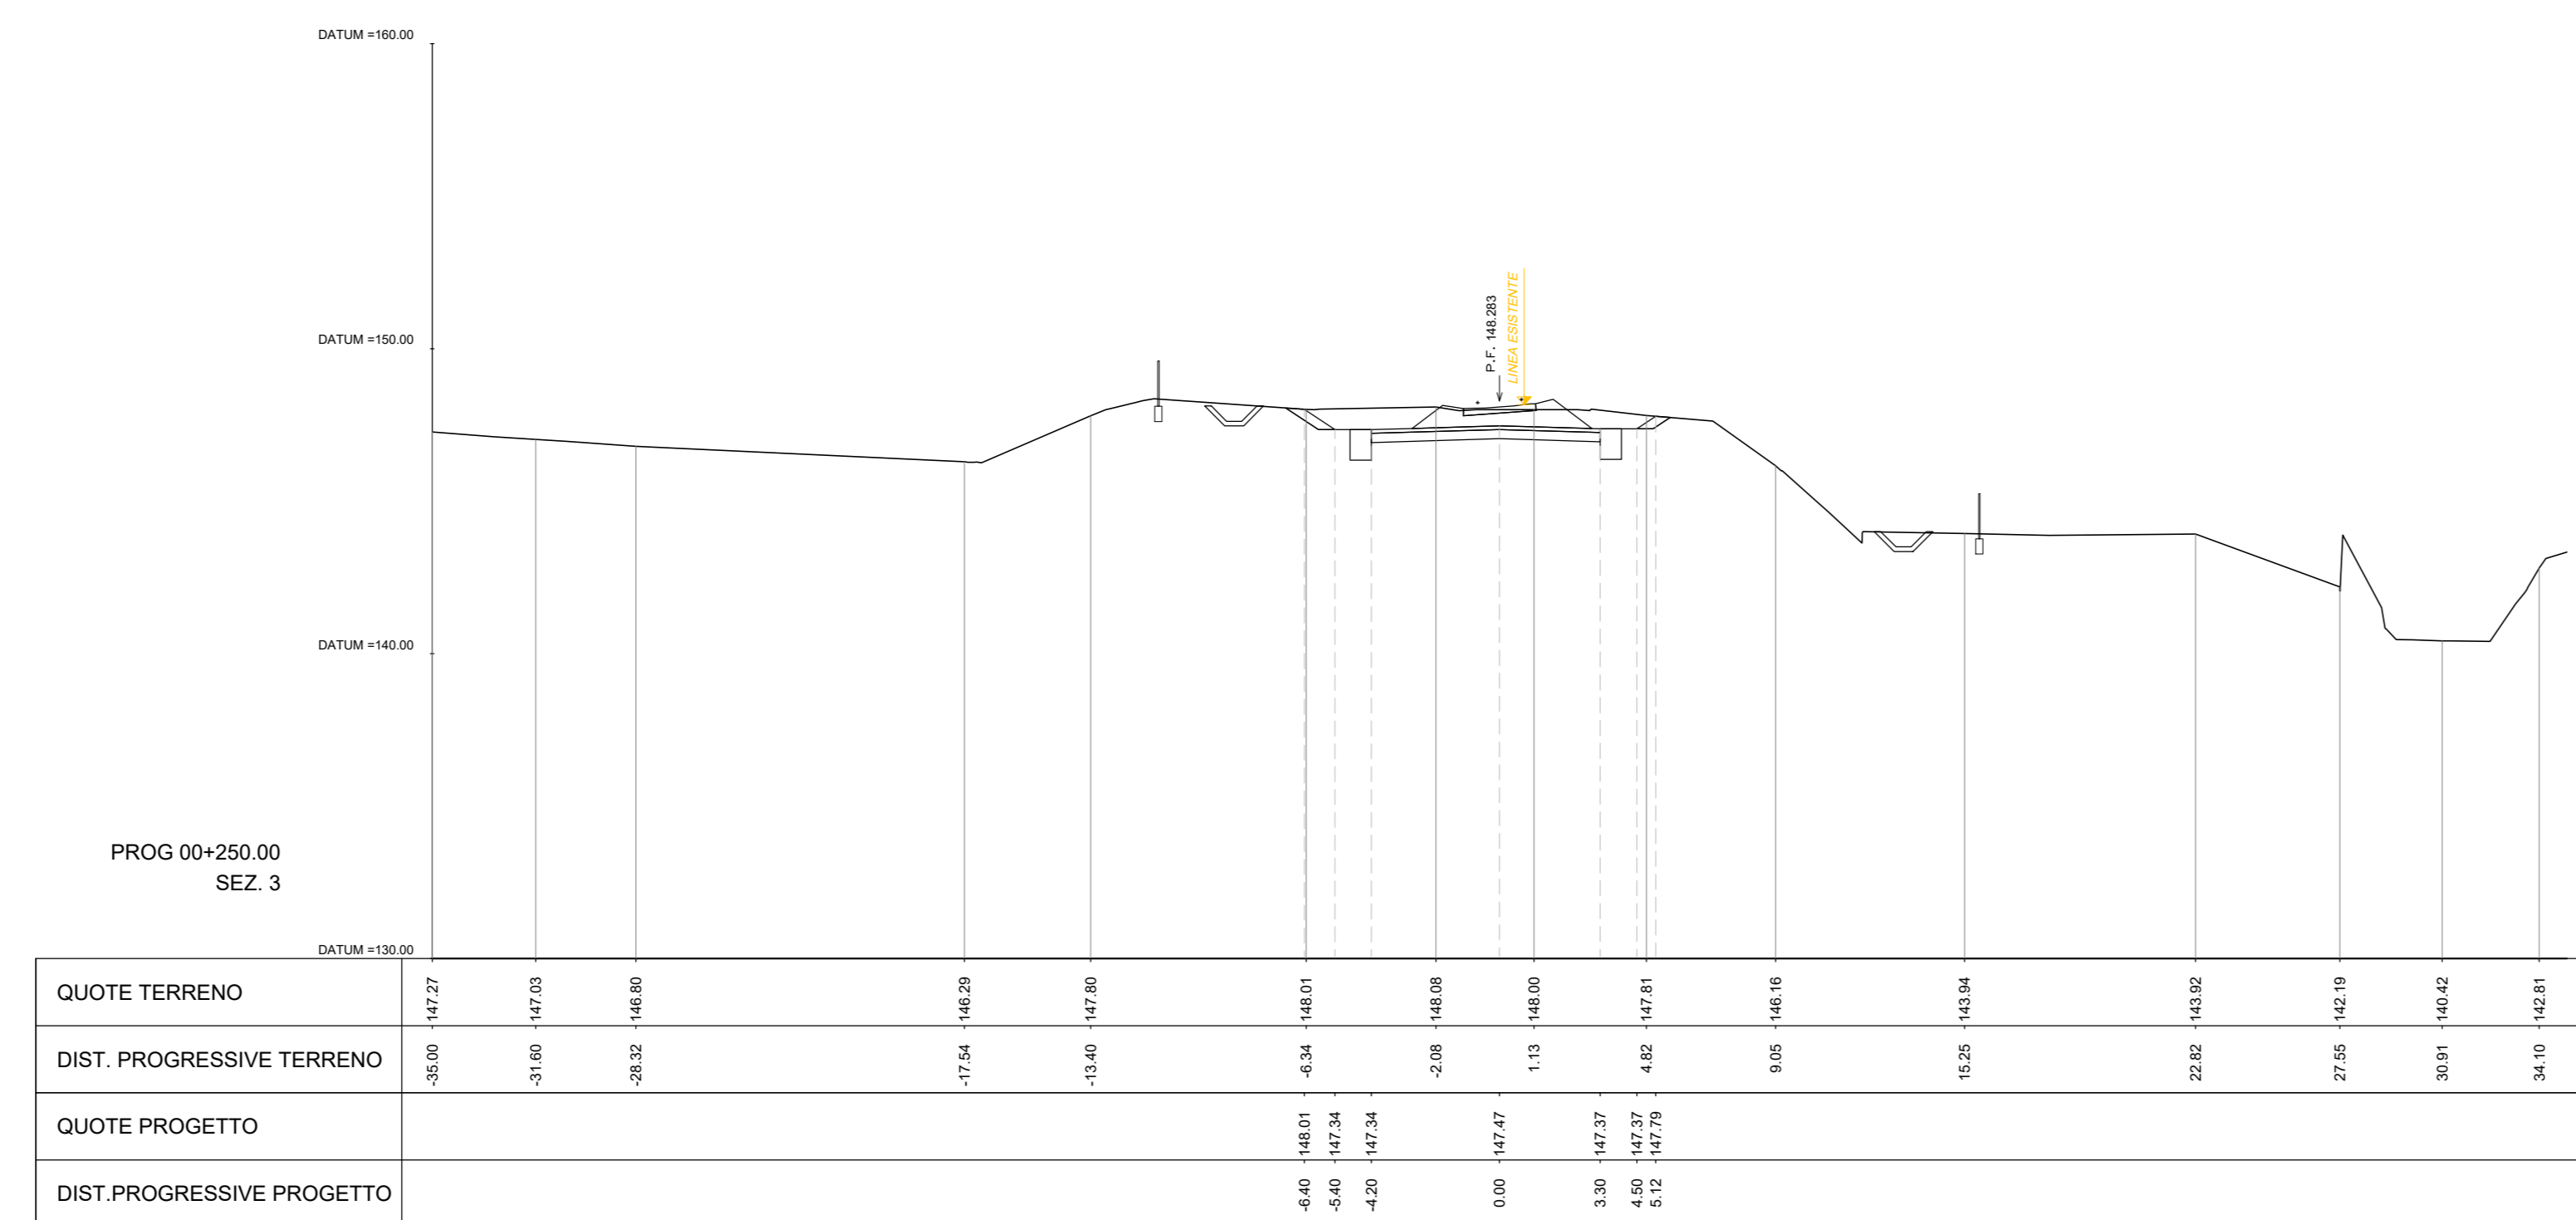 DATUM =160.00
DATUM =150.00
P.F. 148.283
LINEA ESISTENTE
DATUM =140.00
PROG 00+250.00
SEZ. 3
DATUM =130.00
QUOTE TERRENO 147.27 147.03 146.80 146.29 147.80 148.01 148.08 148.00 147.81 146.16 143.94 143.92 142.19 140.42 142.81
DIST. PROGRESSIVE TERRENO -35.00 -31.60 -28.32 -17.54 -13.40 -6.34 -2.08 1.13 4.82 9.05 15.25 22.82 27.55 30.91 34.10
QUOTE PROGETTO 148.01 147.34 147.34 147.47 147.37 147.37 147.79
DIST.PROGRESSIVE PROGETTO -6.40 -5.40 -4.20 0.00 3.30 4.50 5.12